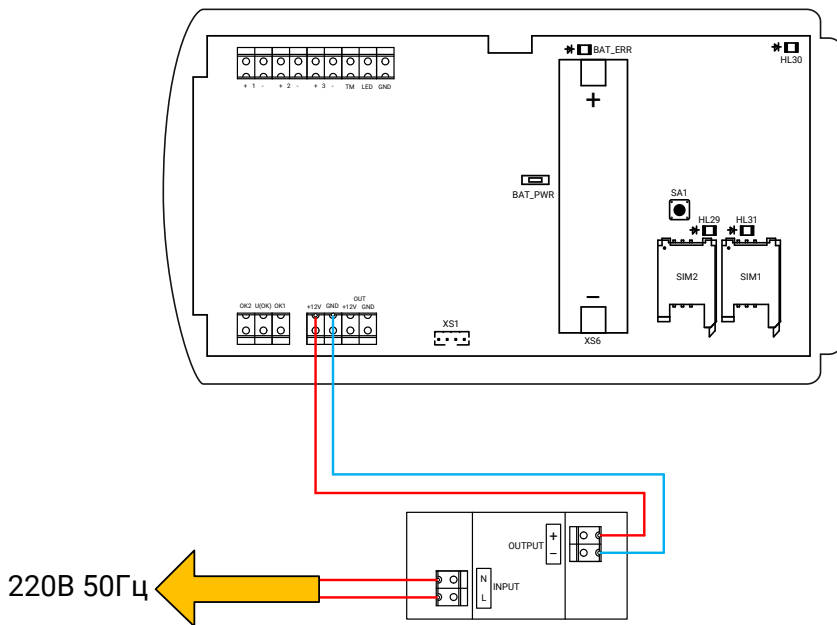 BAT_ERR
HL30
+ 1 - + 2 - + 3 - TM LED GND
+
BAT_PWR
SA1
HL29 HL31
SIM2 SIM1
OUT
OK2 U(OK) OK1 +12V GND +12V GND
XS1
−
XS6
OUTPUT + −
N
INPUT
L
220В 50Гц